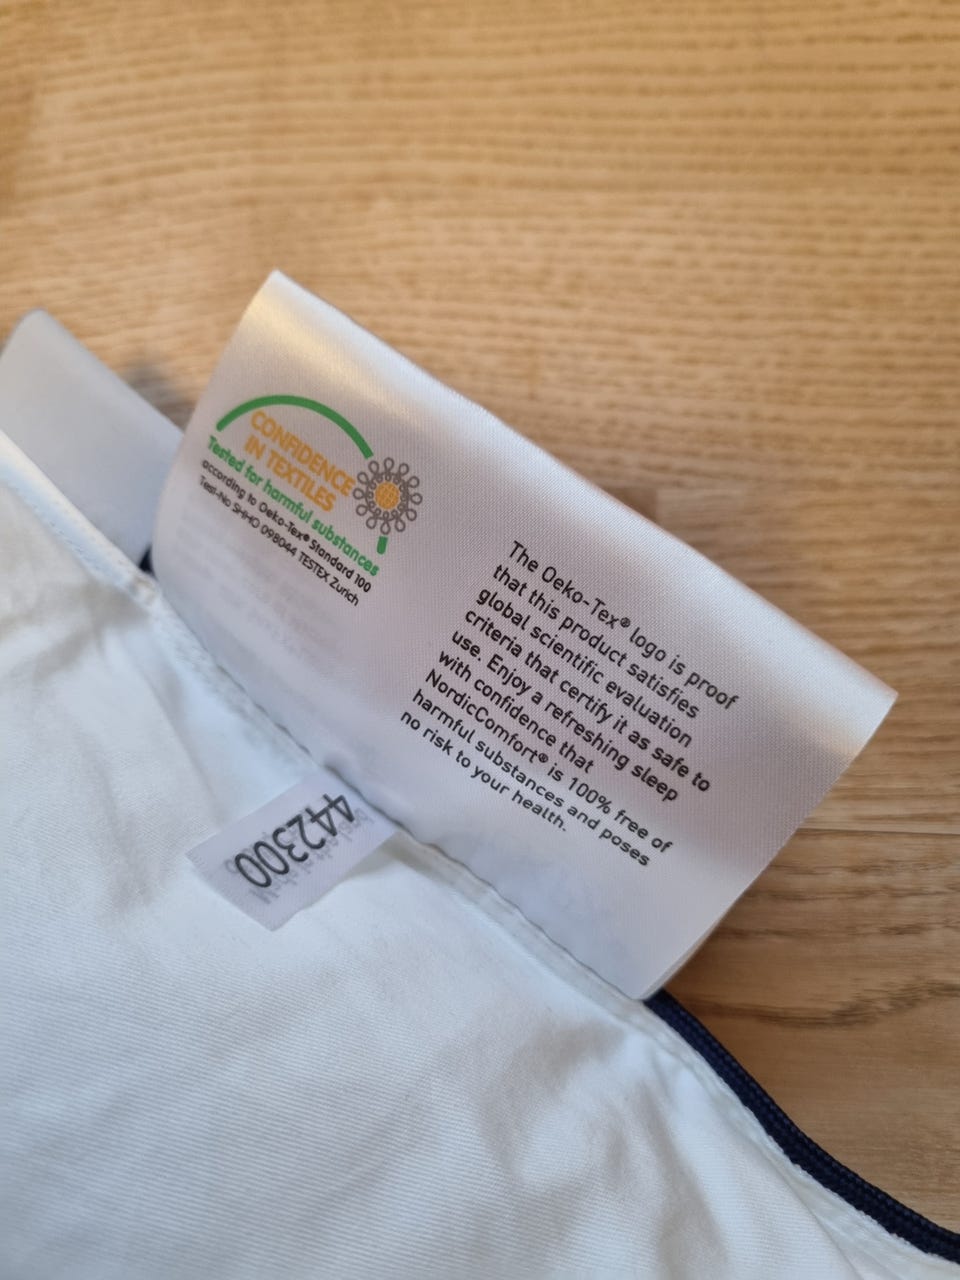 CONFIDENCE
IN TEXTILES
Tested for harmful substances
according to Oeko-Tex® Standard 100
Test-No SHHO 098044 TESTEX Zurich
The Oeko-Tex® logo is proof
that this product satisfies
global scientific evaluation
criteria that certify it as safe to
use. Enjoy a refreshing sleep
with confidence that
NordicComfort® is 100% free of
harmful substances and poses
no risk to your health.
442300